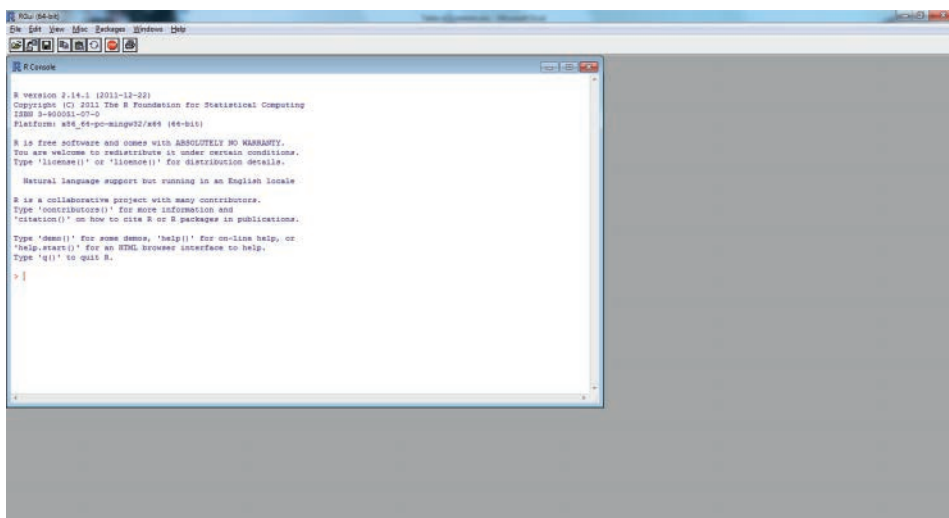 RGui (64-bit)
File Edit View Misc Packages Windows Help
R Console
R version 2.14.1 (2011-12-22)
Copyright (C) 2011 The R Foundation for Statistical Computing
ISBN 3-900051-07-0
Platform: x86_64-pc-mingw32/x64 (64-bit)
R is free software and comes with ABSOLUTELY NO WARRANTY.
You are welcome to redistribute it under certain conditions.
Type 'license()' or 'licence()' for distribution details.
Natural language support but running in an English locale
R is a collaborative project with many contributors.
Type 'contributors()' for more information and
'citation()' on how to cite R or R packages in publications.
Type 'demo()' for some demos, 'help()' for on-line help, or
'help.start()' for an HTML browser interface to help.
Type 'q()' to quit R.
>